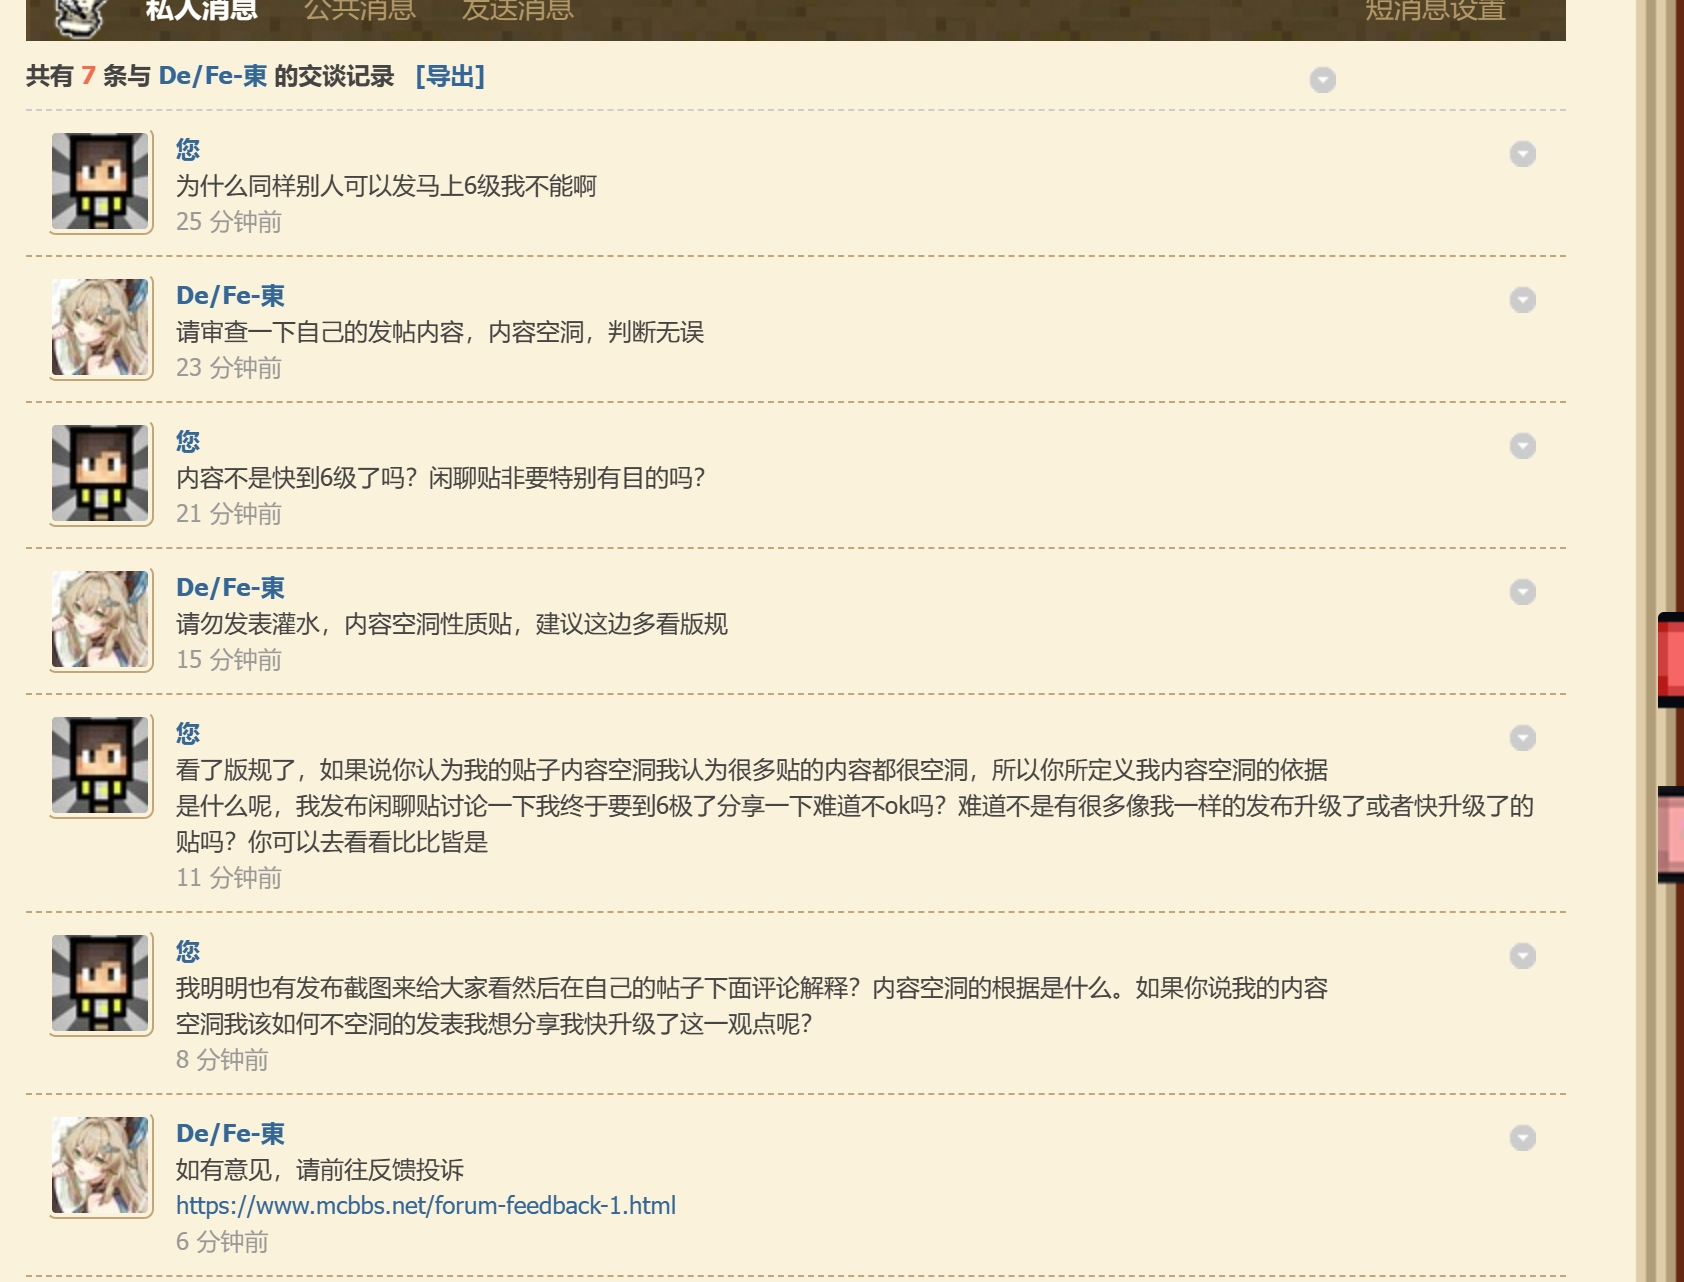 私人消息 公共消息 发送消息 短消息设置
共有 7 条与 De/Fe-東 的交谈记录 [导出]
您
为什么同样别人可以发马上6级我不能啊
25 分钟前
De/Fe-東
请审查一下自己的发帖内容，内容空洞，判断无误
23 分钟前
您
内容不是快到6级了吗？闲聊贴非要特别有目的吗？
21 分钟前
De/Fe-東
请勿发表灌水，内容空洞性质贴，建议这边多看版规
15 分钟前
您
看了版规了，如果说你认为我的贴子内容空洞我认为很多贴的内容都很空洞，所以你所定义我内容空洞的依据
是什么呢，我发布闲聊贴讨论一下我终于要到6极了分享一下难道不ok吗？难道不是有很多像我一样的发布升级了或者快升级了的
贴吗？你可以去看看比比皆是
11 分钟前
您
我明明也有发布截图来给大家看然后在自己的帖子下面评论解释？内容空洞的根据是什么。如果你说我的内容
空洞我该如何不空洞的发表我想分享我快升级了这一观点呢？
8 分钟前
De/Fe-東
如有意见，请前往反馈投诉
https://www.mcbbs.net/forum-feedback-1.html
6 分钟前